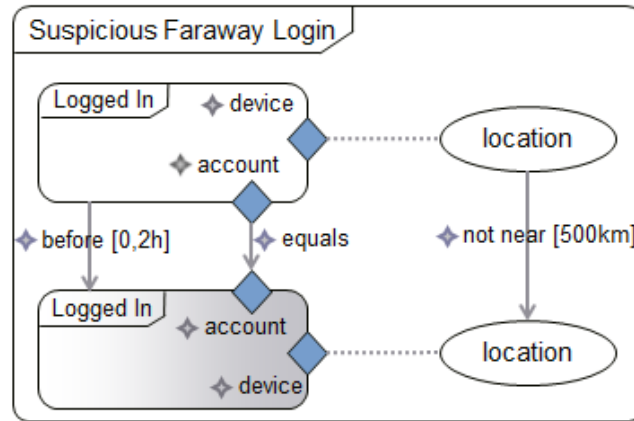 Suspicious Faraway Login
Logged In
device
location
account
before [0,2h]
equals
not near [500km]
Logged In
account
location
device